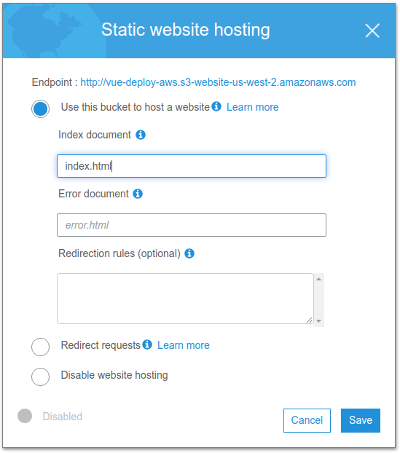 Static website hosting
Endpoint : http://vue-deploy-aws.s3-website-us-west-2.amazonaws.com
Use this bucket to host a website Learn more
Index document
index.html
Error document
error.html
Redirection rules (optional)
Redirect requests Learn more
Disable website hosting
Disabled
Cancel Save